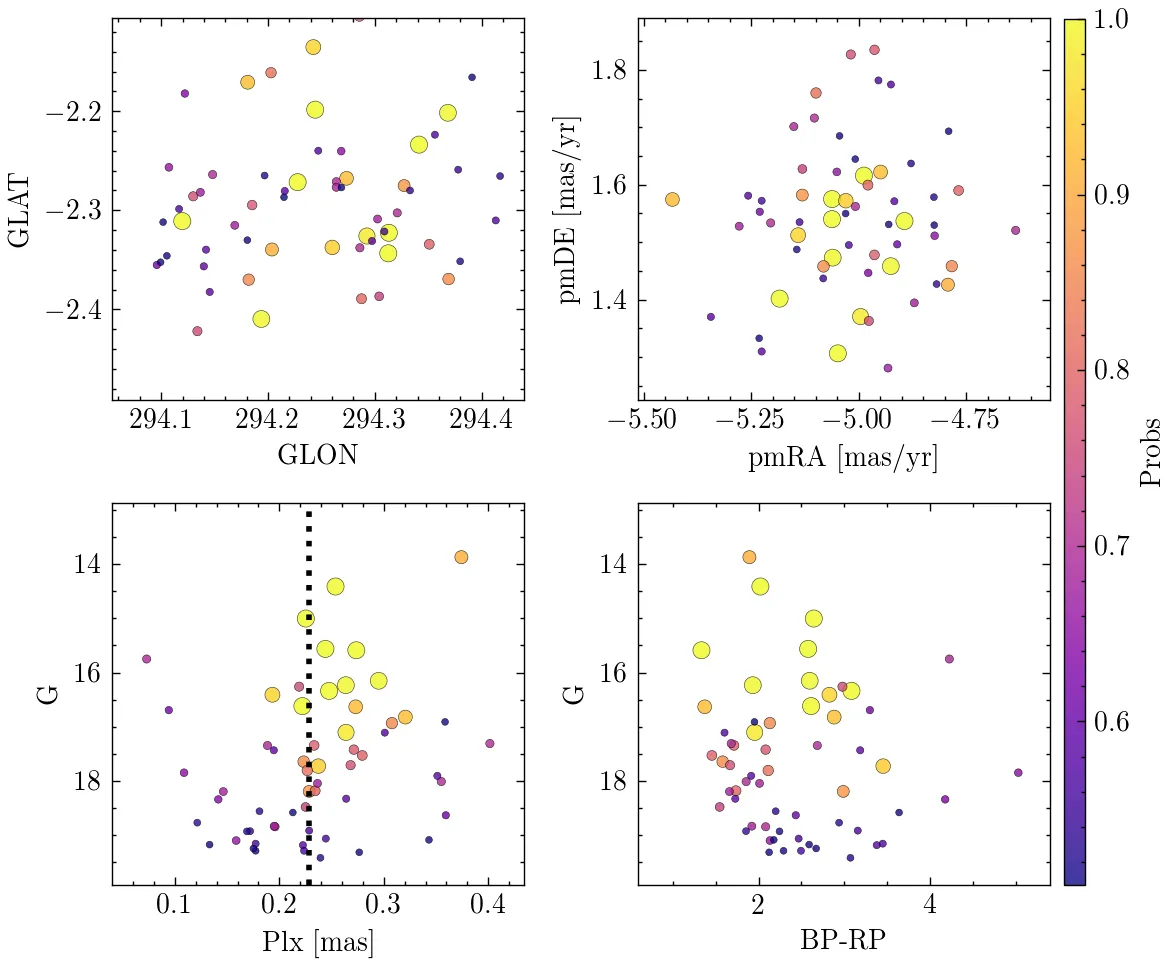 −2.2
−2.3
−2.4
GLAT
294.1 294.2 294.3 294.4
GLON
1.8
1.6
1.4
pmDE [mas/yr]
−5.50 −5.25 −5.00 −4.75
pmRA [mas/yr]
1.0
0.9
0.8
0.7
0.6
Probs
14
16
18
G
0.1 0.2 0.3 0.4
Plx [mas]
14
16
18
G
2 4
BP-RP